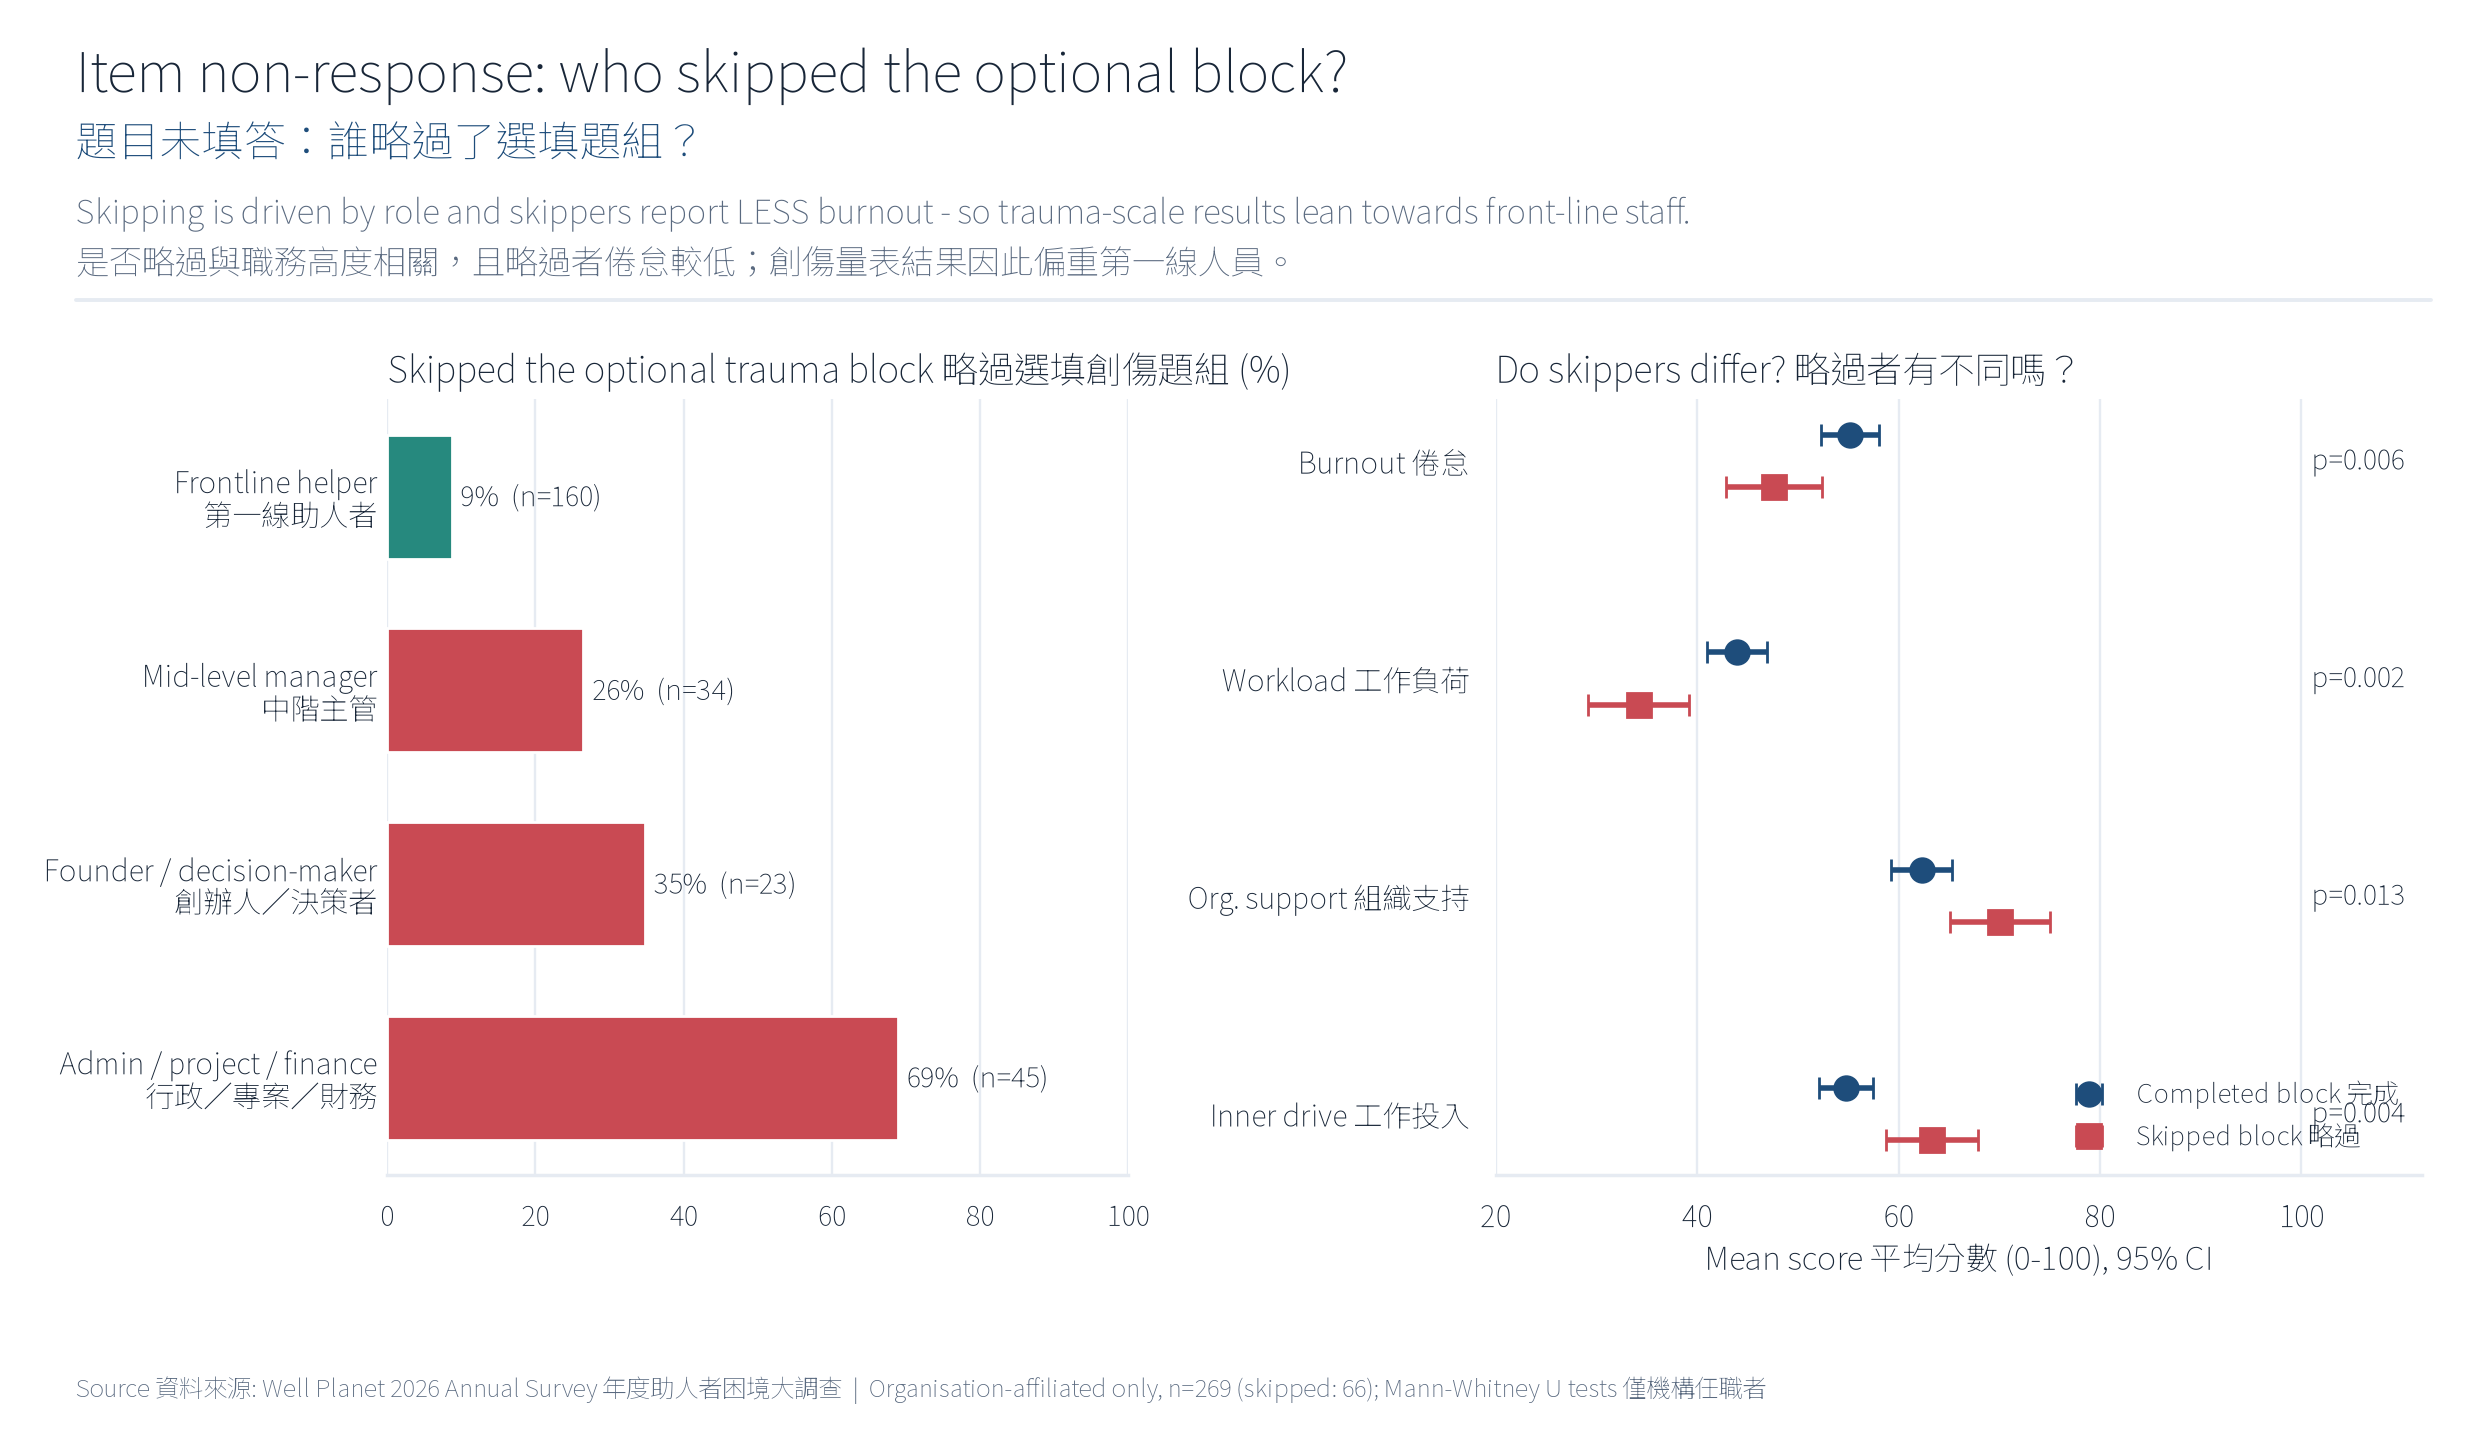 Item non-response: who skipped the optional block?
題目未填答：誰略過了選填題組？
Skipping is driven by role and skippers report LESS burnout - so trauma-scale results lean towards front-line staff.
是否略過與職務高度相關，且略過者倦怠較低；創傷量表結果因此偏重第一線人員。
Skipped the optional trauma block 略過選填創傷題組 (%)
Frontline helper
第一線助人者
9% (n=160)
Mid-level manager
中階主管
26% (n=34)
Founder / decision-maker
創辦人／決策者
35% (n=23)
Admin / project / finance
行政／專案／財務
69% (n=45)
0 20 40 60 80 100
Do skippers differ? 略過者有不同嗎？
Burnout 倦怠
p=0.006
Workload 工作負荷
p=0.002
Org. support 組織支持
p=0.013
Inner drive 工作投入
p=0.004
Completed block 完成
Skipped block 略過
20 40 60 80 100
Mean score 平均分數 (0-100), 95% CI
Source 資料來源: Well Planet 2026 Annual Survey 年度助人者困境大調查 | Organisation-affiliated only, n=269 (skipped: 66); Mann-Whitney U tests 僅機構任職者